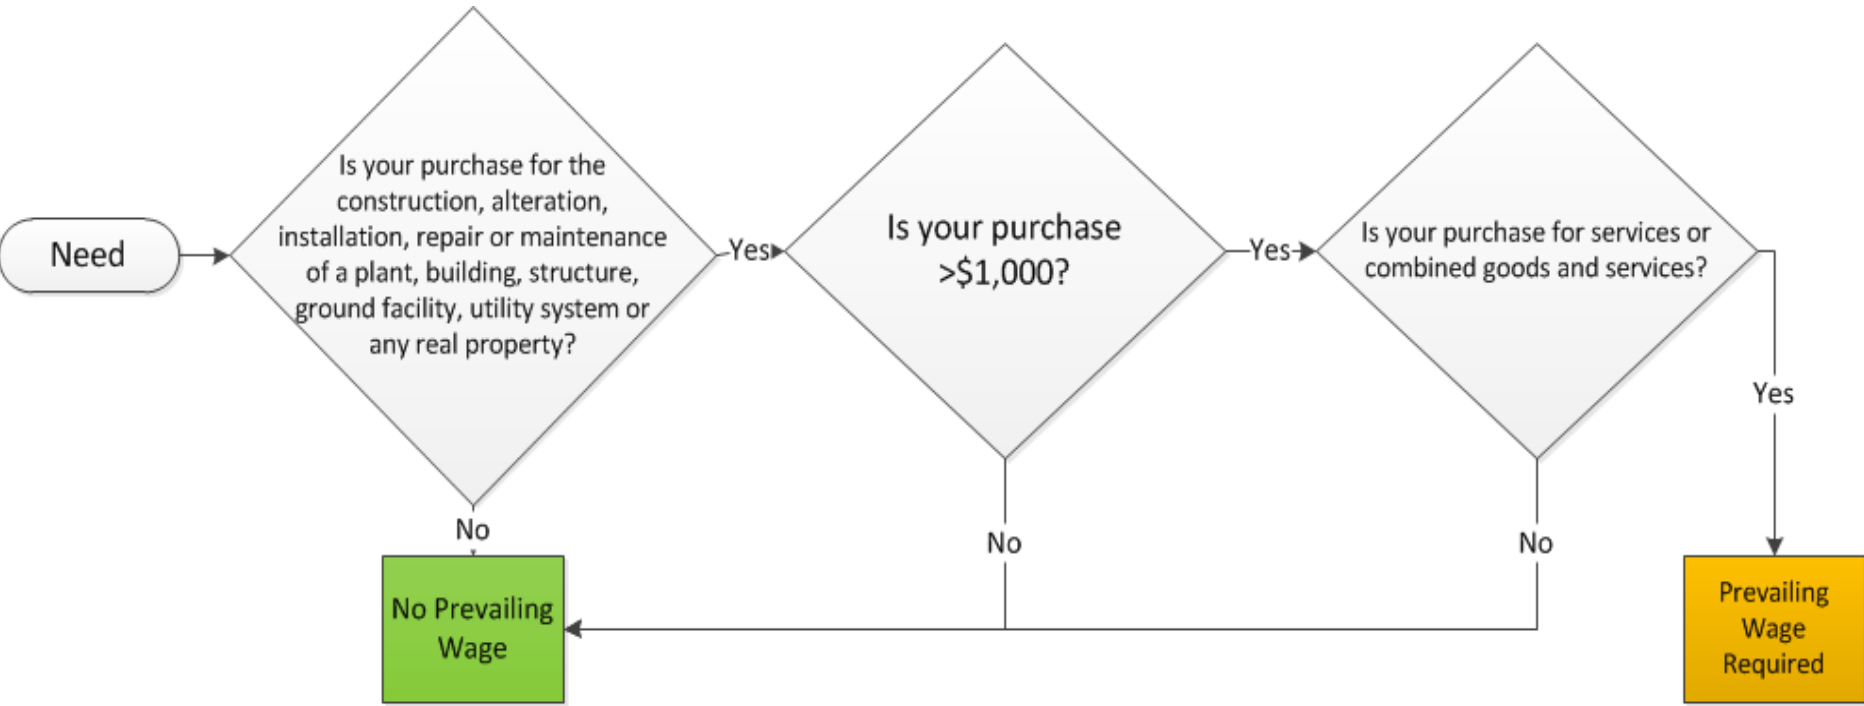 Need
Is your purchase for the
construction, alteration,
installation, repair or maintenance
of a plant, building, structure,
ground facility, utility system or
any real property?
Yes
No
Is your purchase
>$1,000?
Yes
No
Is your purchase for services or
combined goods and services?
Yes
No
No Prevailing
Wage
Prevailing
Wage
Required